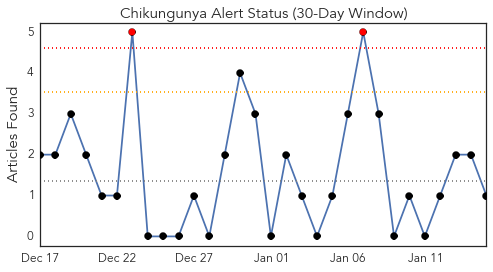 Chikungunya Alert Status (30-Day Window)
Articles Found
5
4
3
2
1
0
Dec 17 Dec 22 Dec 27 Jan 01 Jan 06 Jan 11